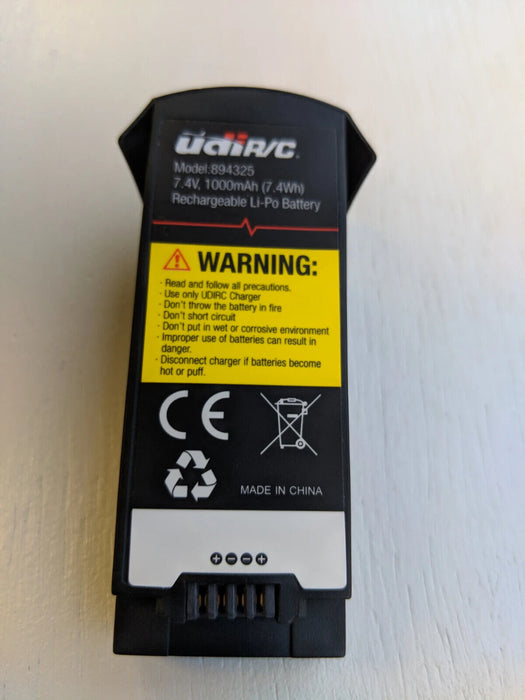 udiR/C
Model:894325
7.4V, 1000mAh (7.4Wh)
Rechargeable Li-Po Battery
WARNING:
· Read and follow all precautions.
· Use only UDIRC Charger
· Don't throw the battery in fire
· Don't short circuit
· Don't put in wet or corrosive environment
· Improper use of batteries can result in
danger.
· Disconnect charger if batteries become
hot or puff.
CE
MADE IN CHINA
+ - - +